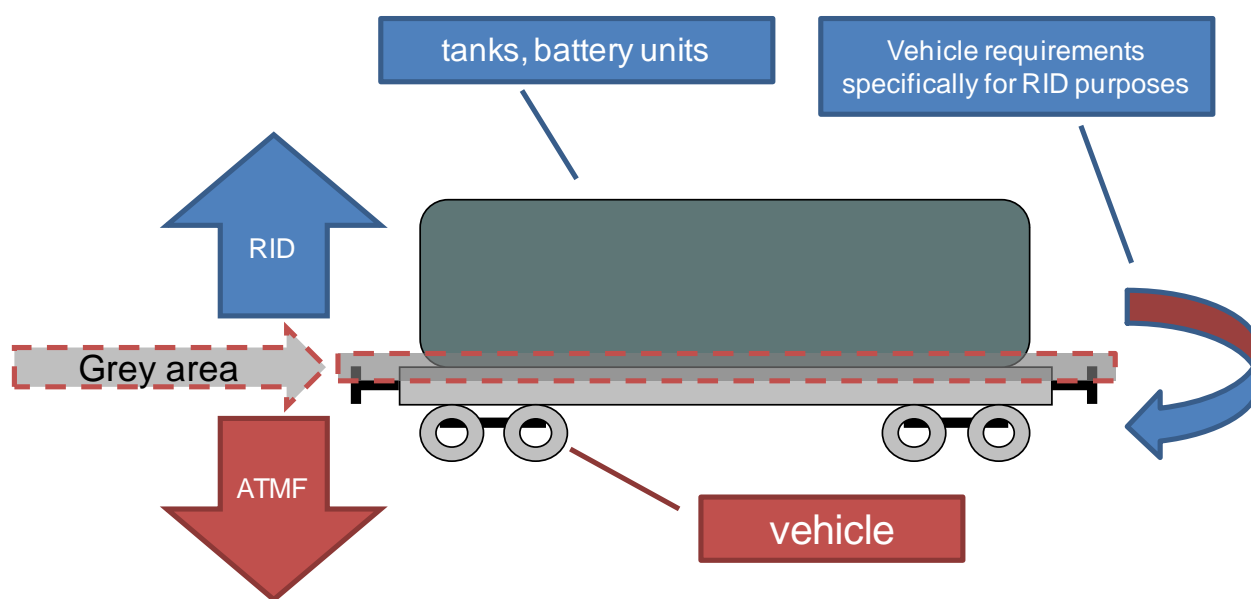 tanks, battery units
Vehicle requirements
specifically for RID purposes
RID
Grey area
ATMF
vehicle